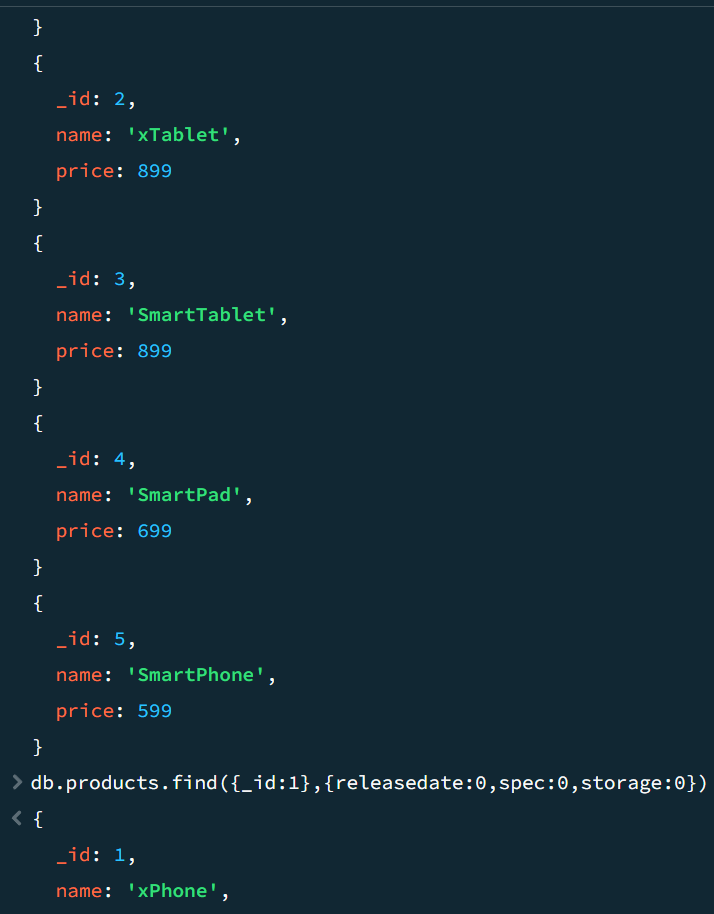 }
{
_id: 2,
name: 'xTablet',
price: 899
}
{
_id: 3,
name: 'SmartTablet',
price: 899
}
{
_id: 4,
name: 'SmartPad',
price: 699
}
{
_id: 5,
name: 'SmartPhone',
price: 599
}
> db.products.find({_id:1},{releasedate:0,spec:0,storage:0})
< {
_id: 1,
name: 'xPhone',